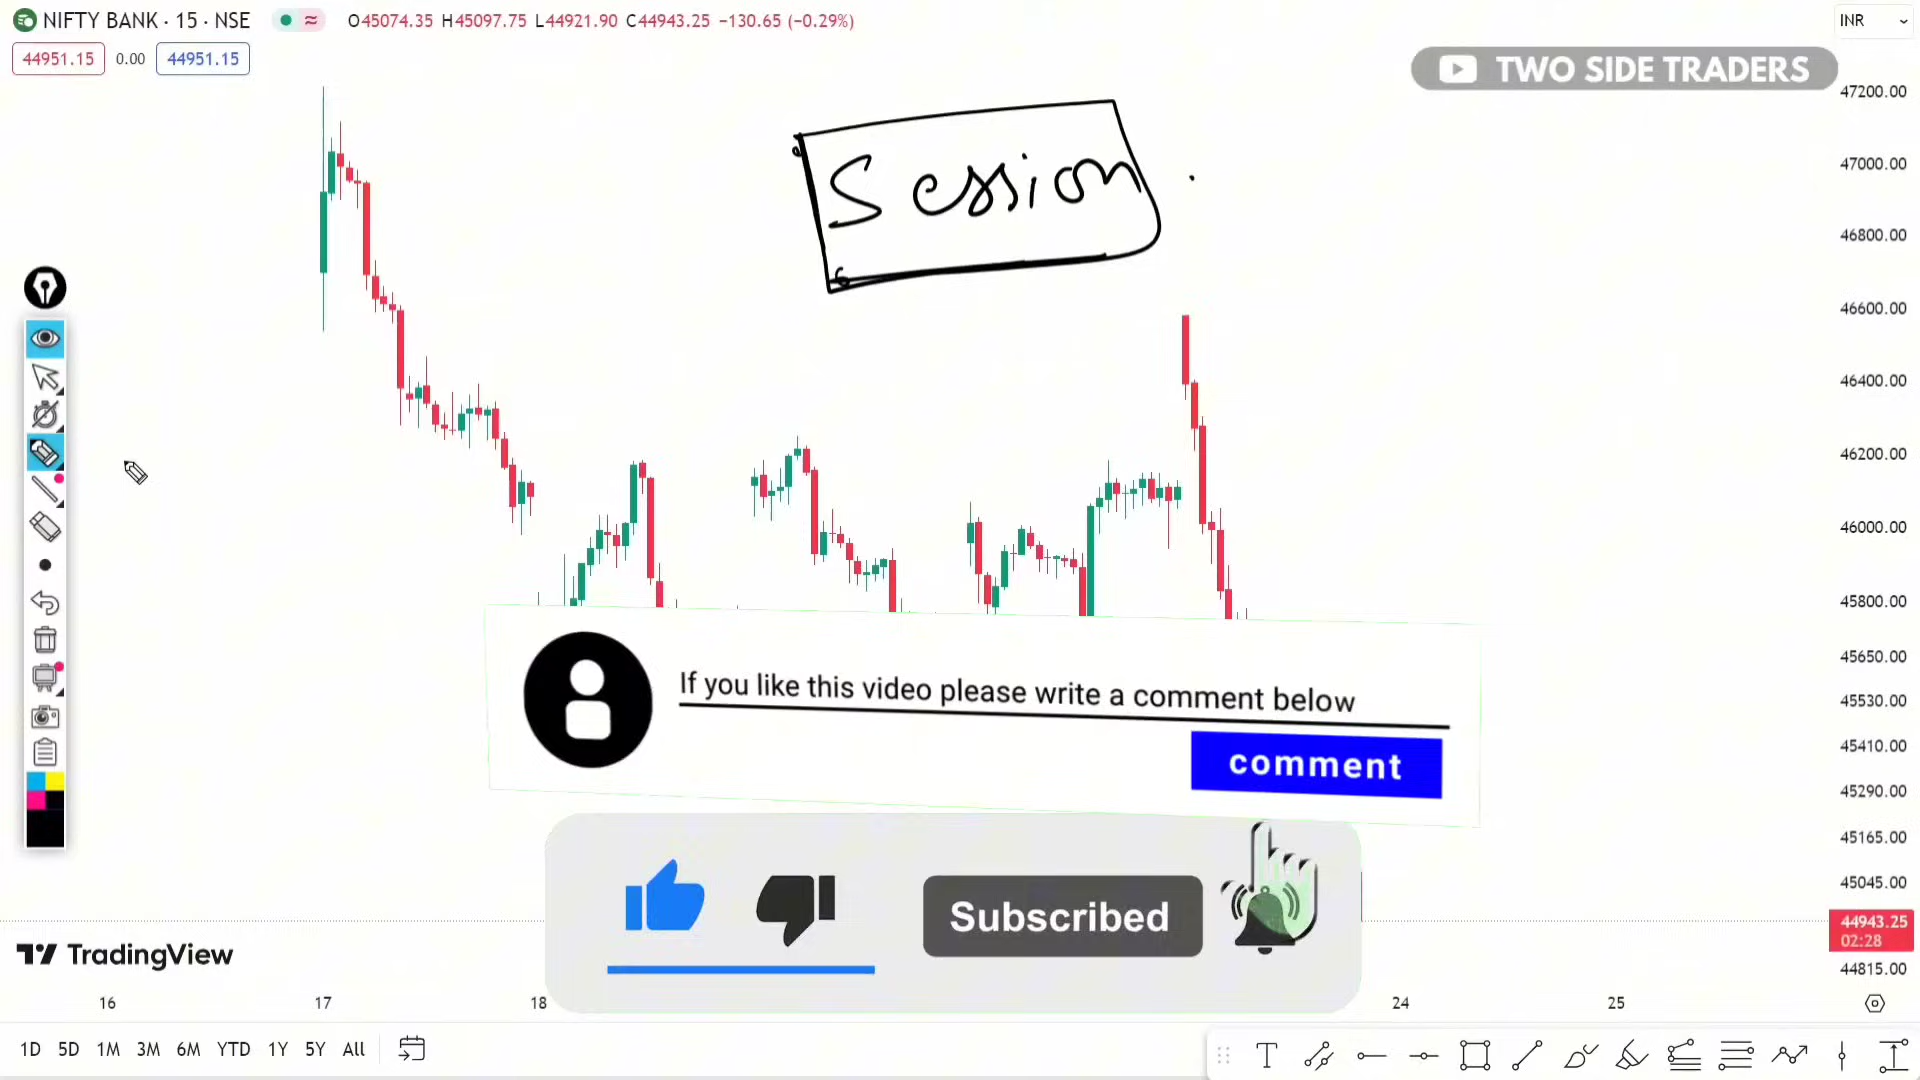 NIFTY BANK · 15 · NSE
O45074.35 H45097.75 L44921.90 C44943.25 −130.65 (−0.29%)
INR
44951.15 0.00 44951.15
TWO SIDE TRADERS
Session
47200.00
47000.00
46800.00
46600.00
46400.00
46200.00
46000.00
45800.00
45650.00
45530.00
45410.00
45290.00
45165.00
45045.00
44943.25
02:28
44815.00
If you like this video please write a comment below
comment
Subscribed
TradingView
16 17 18 24 25
1D 5D 1M 3M 6M YTD 1Y 5Y All